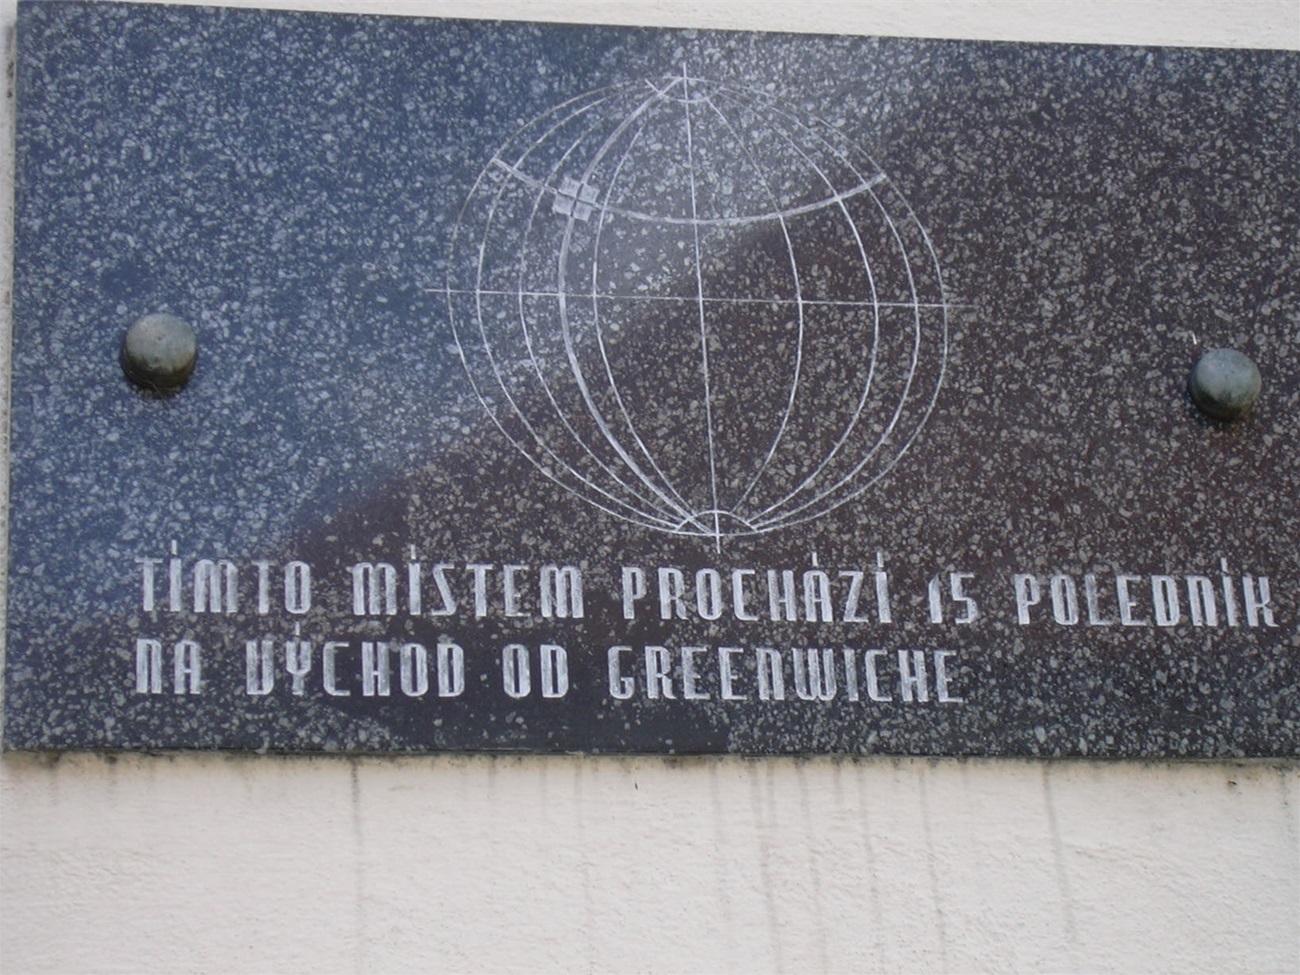 TÍMTO MÍSTEM PROCHÁZÍ 15 POLEDNÍK
NA VÝCHOD OD GREENWICHE